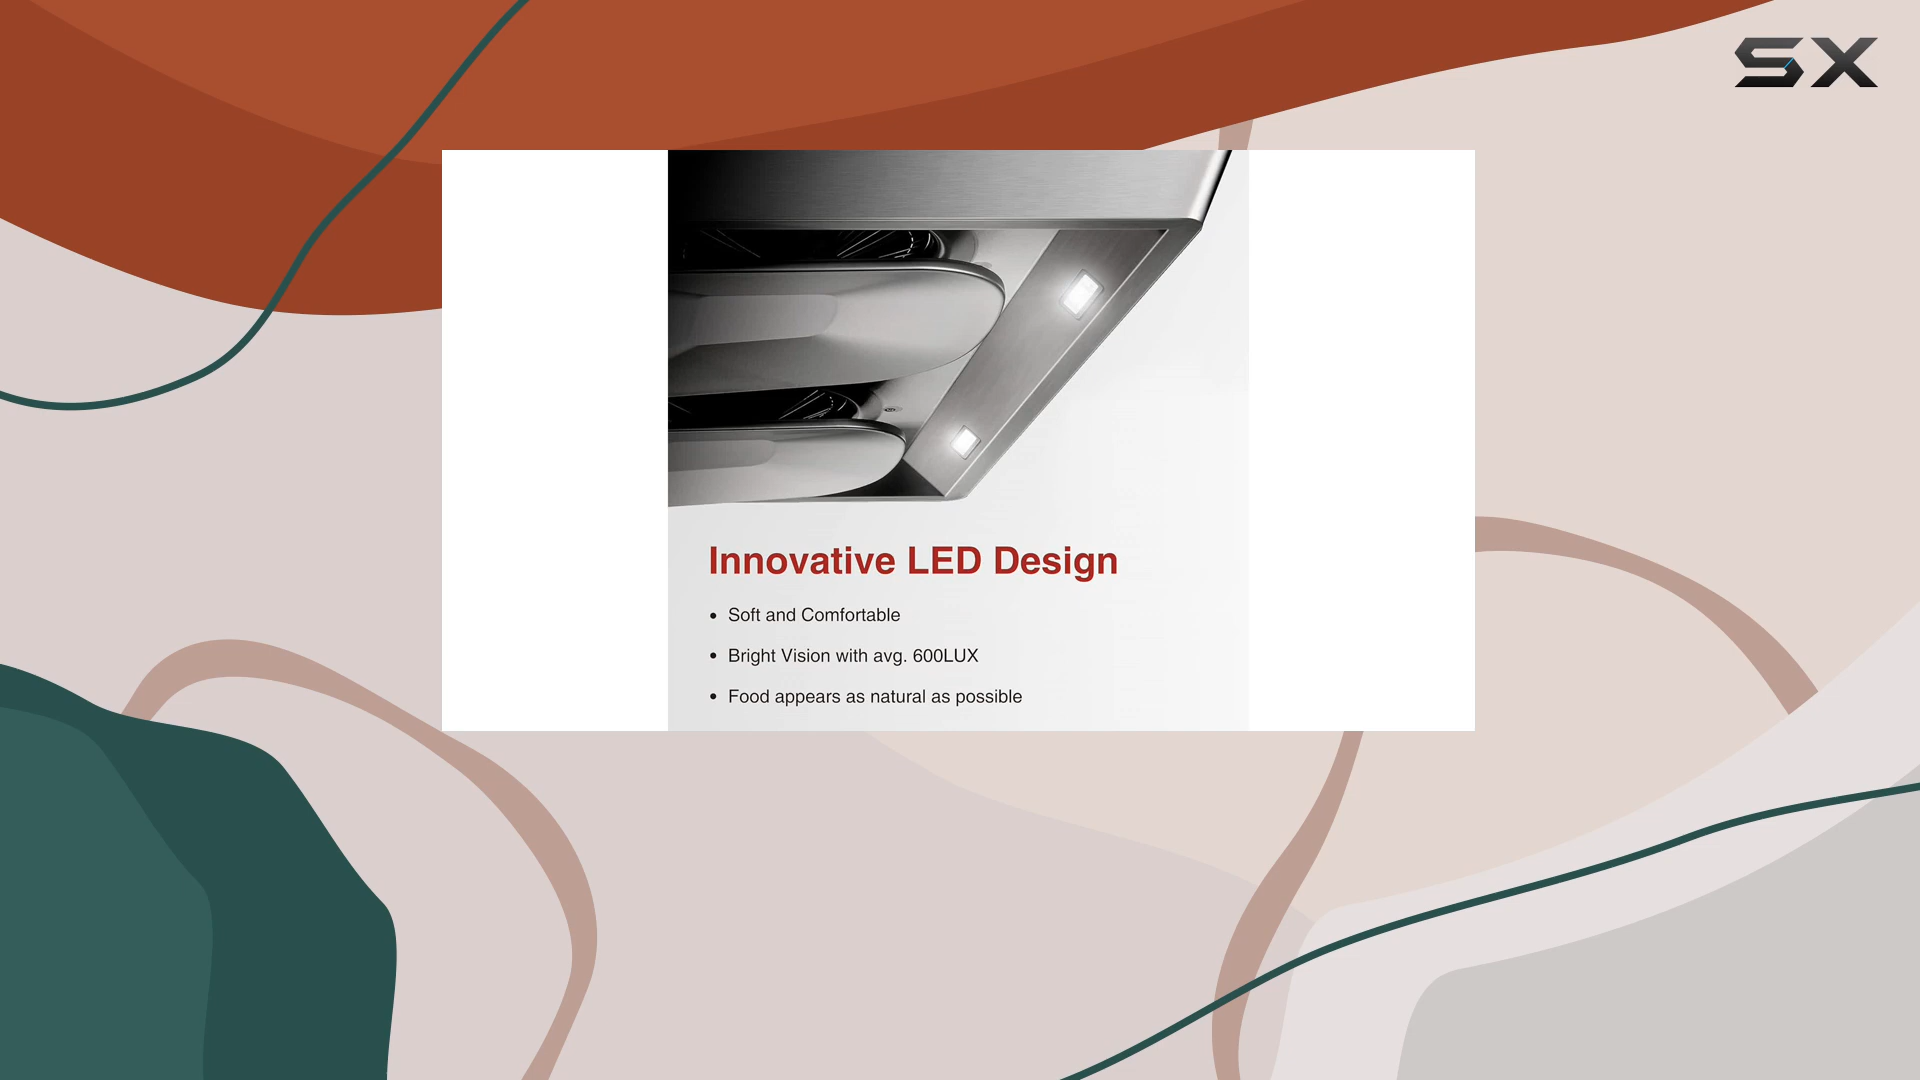 SX
Innovative LED Design
• Soft and Comfortable
• Bright Vision with avg. 600LUX
• Food appears as natural as possible